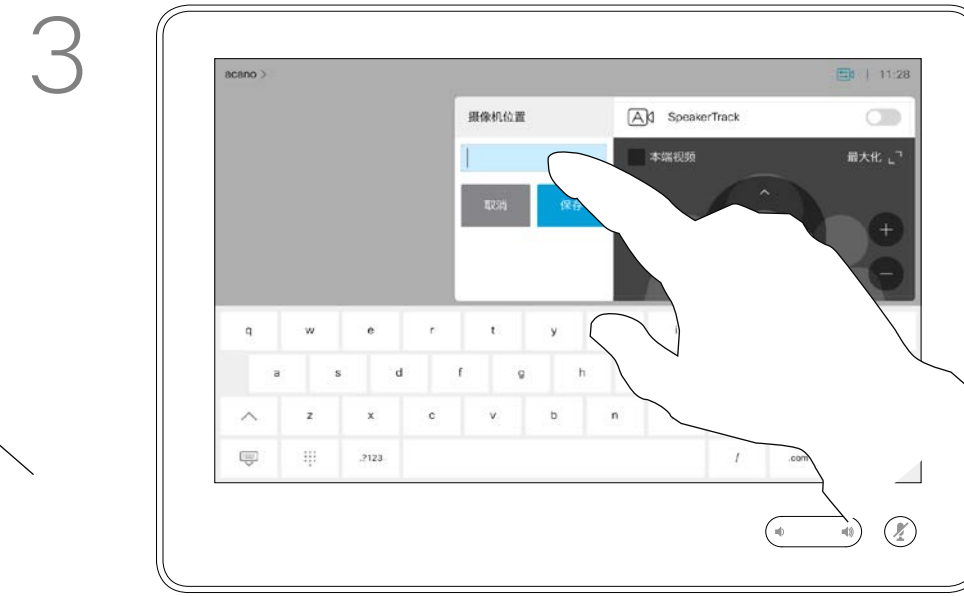 3
acano >
11:28
摄像机位置
SpeakerTrack
本端视频
最大化
取消
保存
q w e r t y
a s d f g h
z x c v b n
.?123 / .com